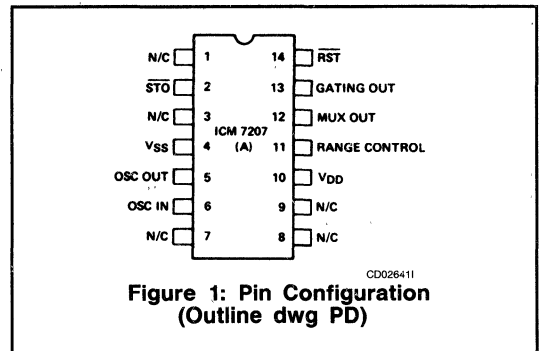 N/C 1 14 RST
STO 2 13 GATING OUT
N/C 3 12 MUX OUT
ICM 7207
VSS 4 (A) 11 RANGE CONTROL
OSC OUT 5 10 VDD
OSC IN 6 9 N/C
N/C 7 8 N/C
CD02641I
Figure 1: Pin Configuration
(Outline dwg PD)